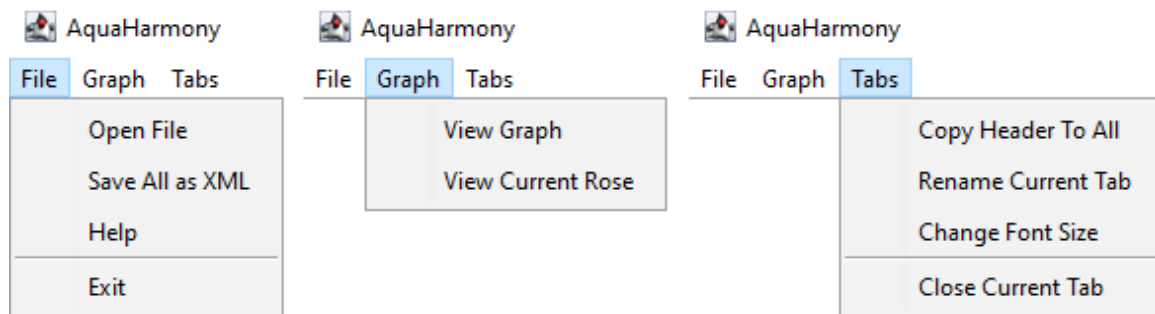 AquaHarmony
File Graph Tabs
Open File
Save All as XML
Help
Exit
AquaHarmony
File Graph Tabs
View Graph
View Current Rose
AquaHarmony
File Graph Tabs
Copy Header To All
Rename Current Tab
Change Font Size
Close Current Tab